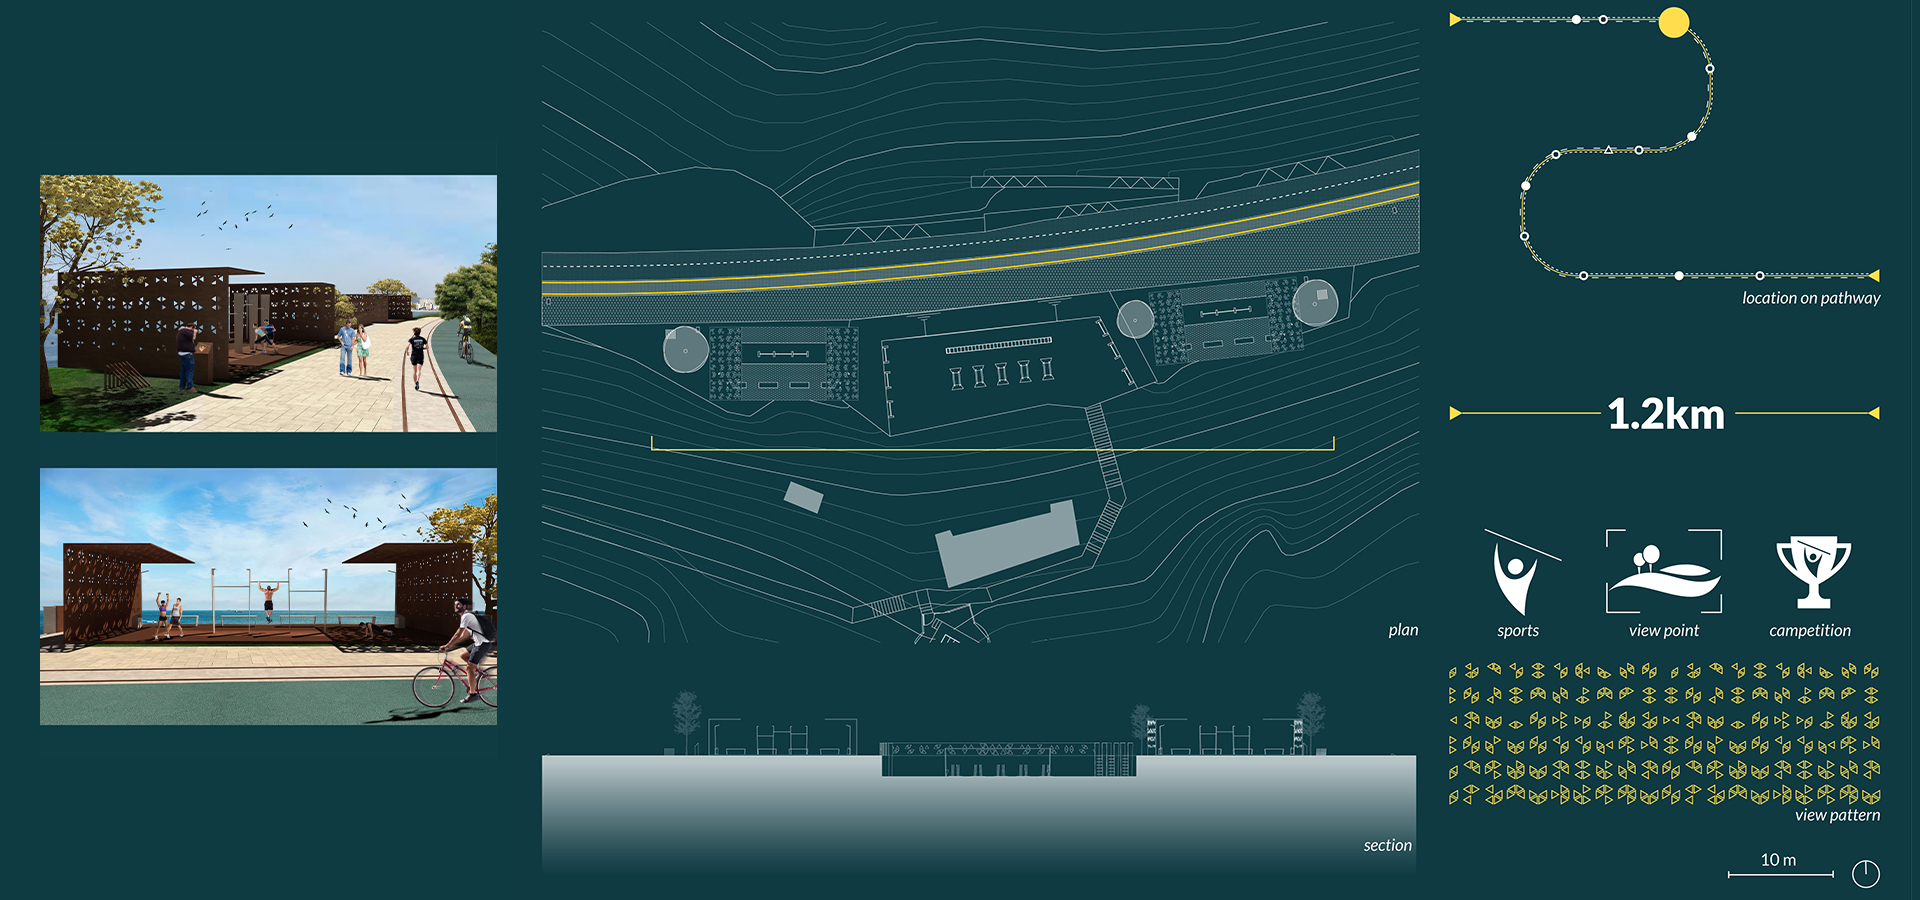 location on pathway
1.2km
sports
view point
campetition
plan
view pattern
section
10 m